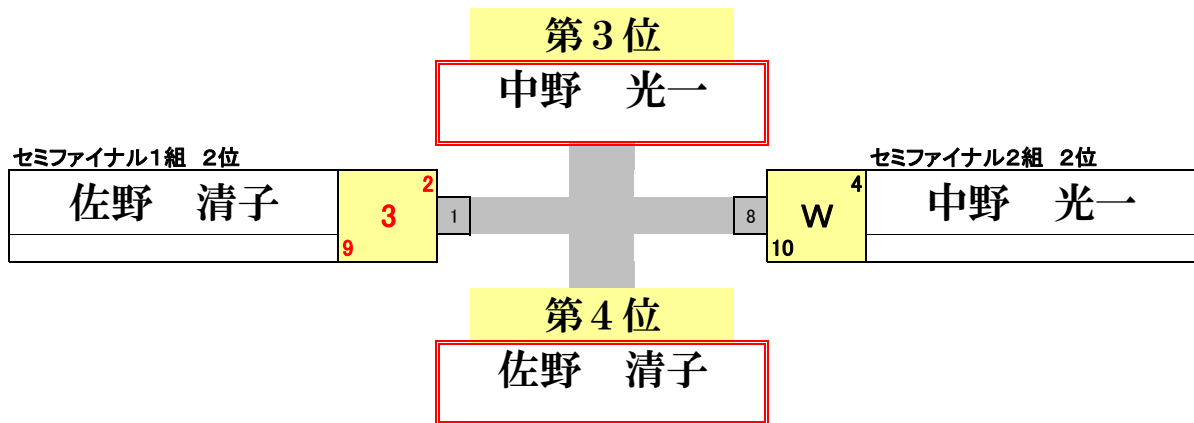 第３位
中野　光一
セミファイナル１組　２位
セミファイナル２組　２位
佐野　清子
2
3
9
1
8
4
W
10
中野　光一
第４位
佐野　清子